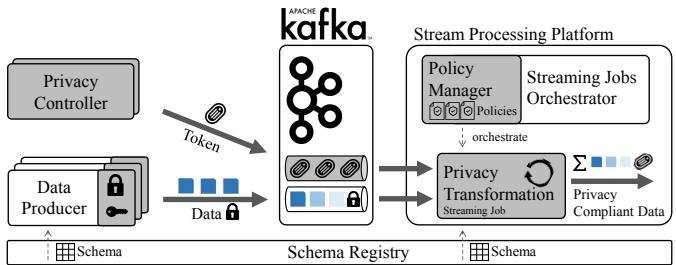 APACHE
kafka
Stream Processing Platform
Privacy
Controller
Token
Policy
Manager
Policies
Streaming Jobs
Orchestrator
orchestrate
Data
Producer
Data
Privacy
Transformation
Streaming Job
Σ
Privacy
Compliant Data
Schema
Schema Registry
Schema